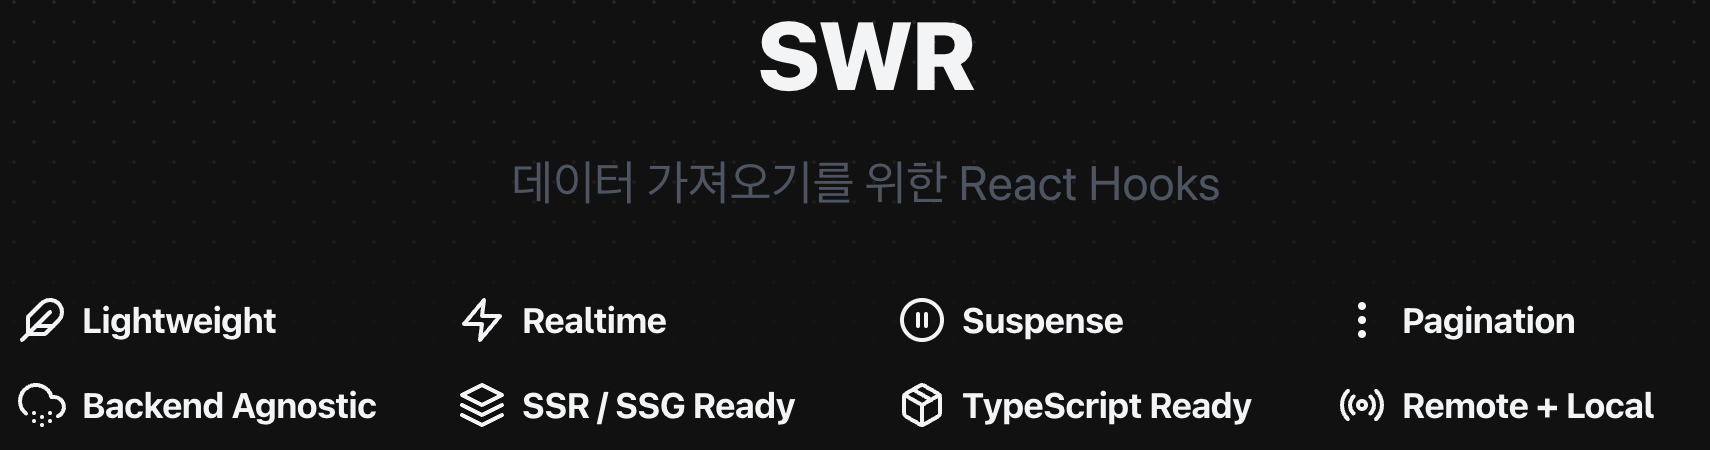 SWR
데이터 가져오기를 위한 React Hooks
Lightweight
Realtime
Suspense
Pagination
Backend Agnostic
SSR / SSG Ready
TypeScript Ready
Remote + Local